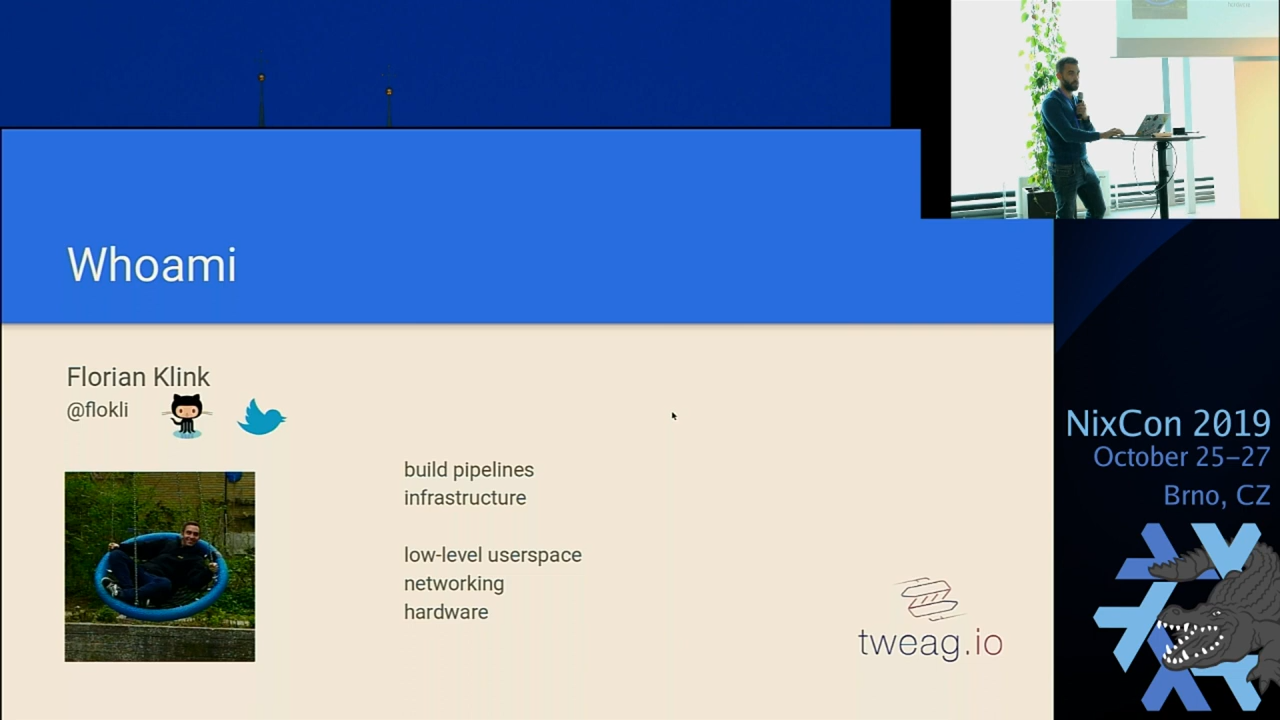 Whoami
Florian Klink
@flokli
build pipelines
infrastructure
low-level userspace
networking
hardware
tweag.io
NixCon 2019
October 25–27
Brno, CZ